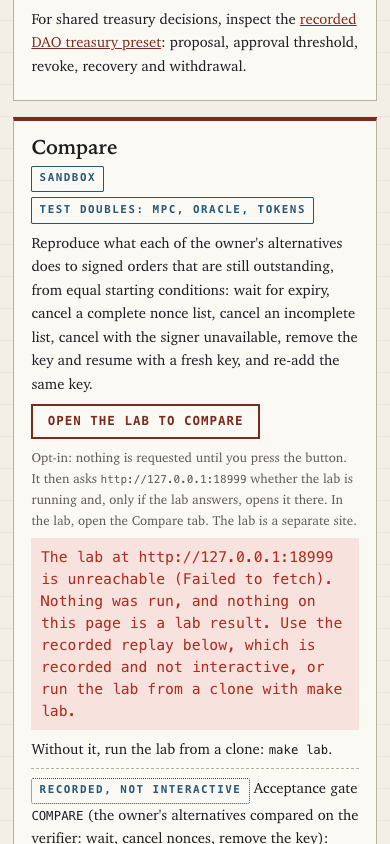 For shared treasury decisions, inspect the recorded
DAO treasury preset: proposal, approval threshold,
revoke, recovery and withdrawal.
Compare
SANDBOX
TEST DOUBLES: MPC, ORACLE, TOKENS
Reproduce what each of the owner's alternatives
does to signed orders that are still outstanding,
from equal starting conditions: wait for expiry,
cancel a complete nonce list, cancel an incomplete
list, cancel with the signer unavailable, remove the
key and resume with a fresh key, and re-add the
same key.
OPEN THE LAB TO COMPARE
Opt-in: nothing is requested until you press the button.
It then asks http://127.0.0.1:18999 whether the lab is
running and, only if the lab answers, opens it there. In
the lab, open the Compare tab. The lab is a separate site.
The lab at http://127.0.0.1:18999
is unreachable (Failed to fetch).
Nothing was run, and nothing on
this page is a lab result. Use the
recorded replay below, which is
recorded and not interactive, or
run the lab from a clone with make
lab.
Without it, run the lab from a clone: make lab.
RECORDED, NOT INTERACTIVE Acceptance gate
COMPARE (the owner's alternatives compared on the
verifier: wait, cancel nonces, remove the key):